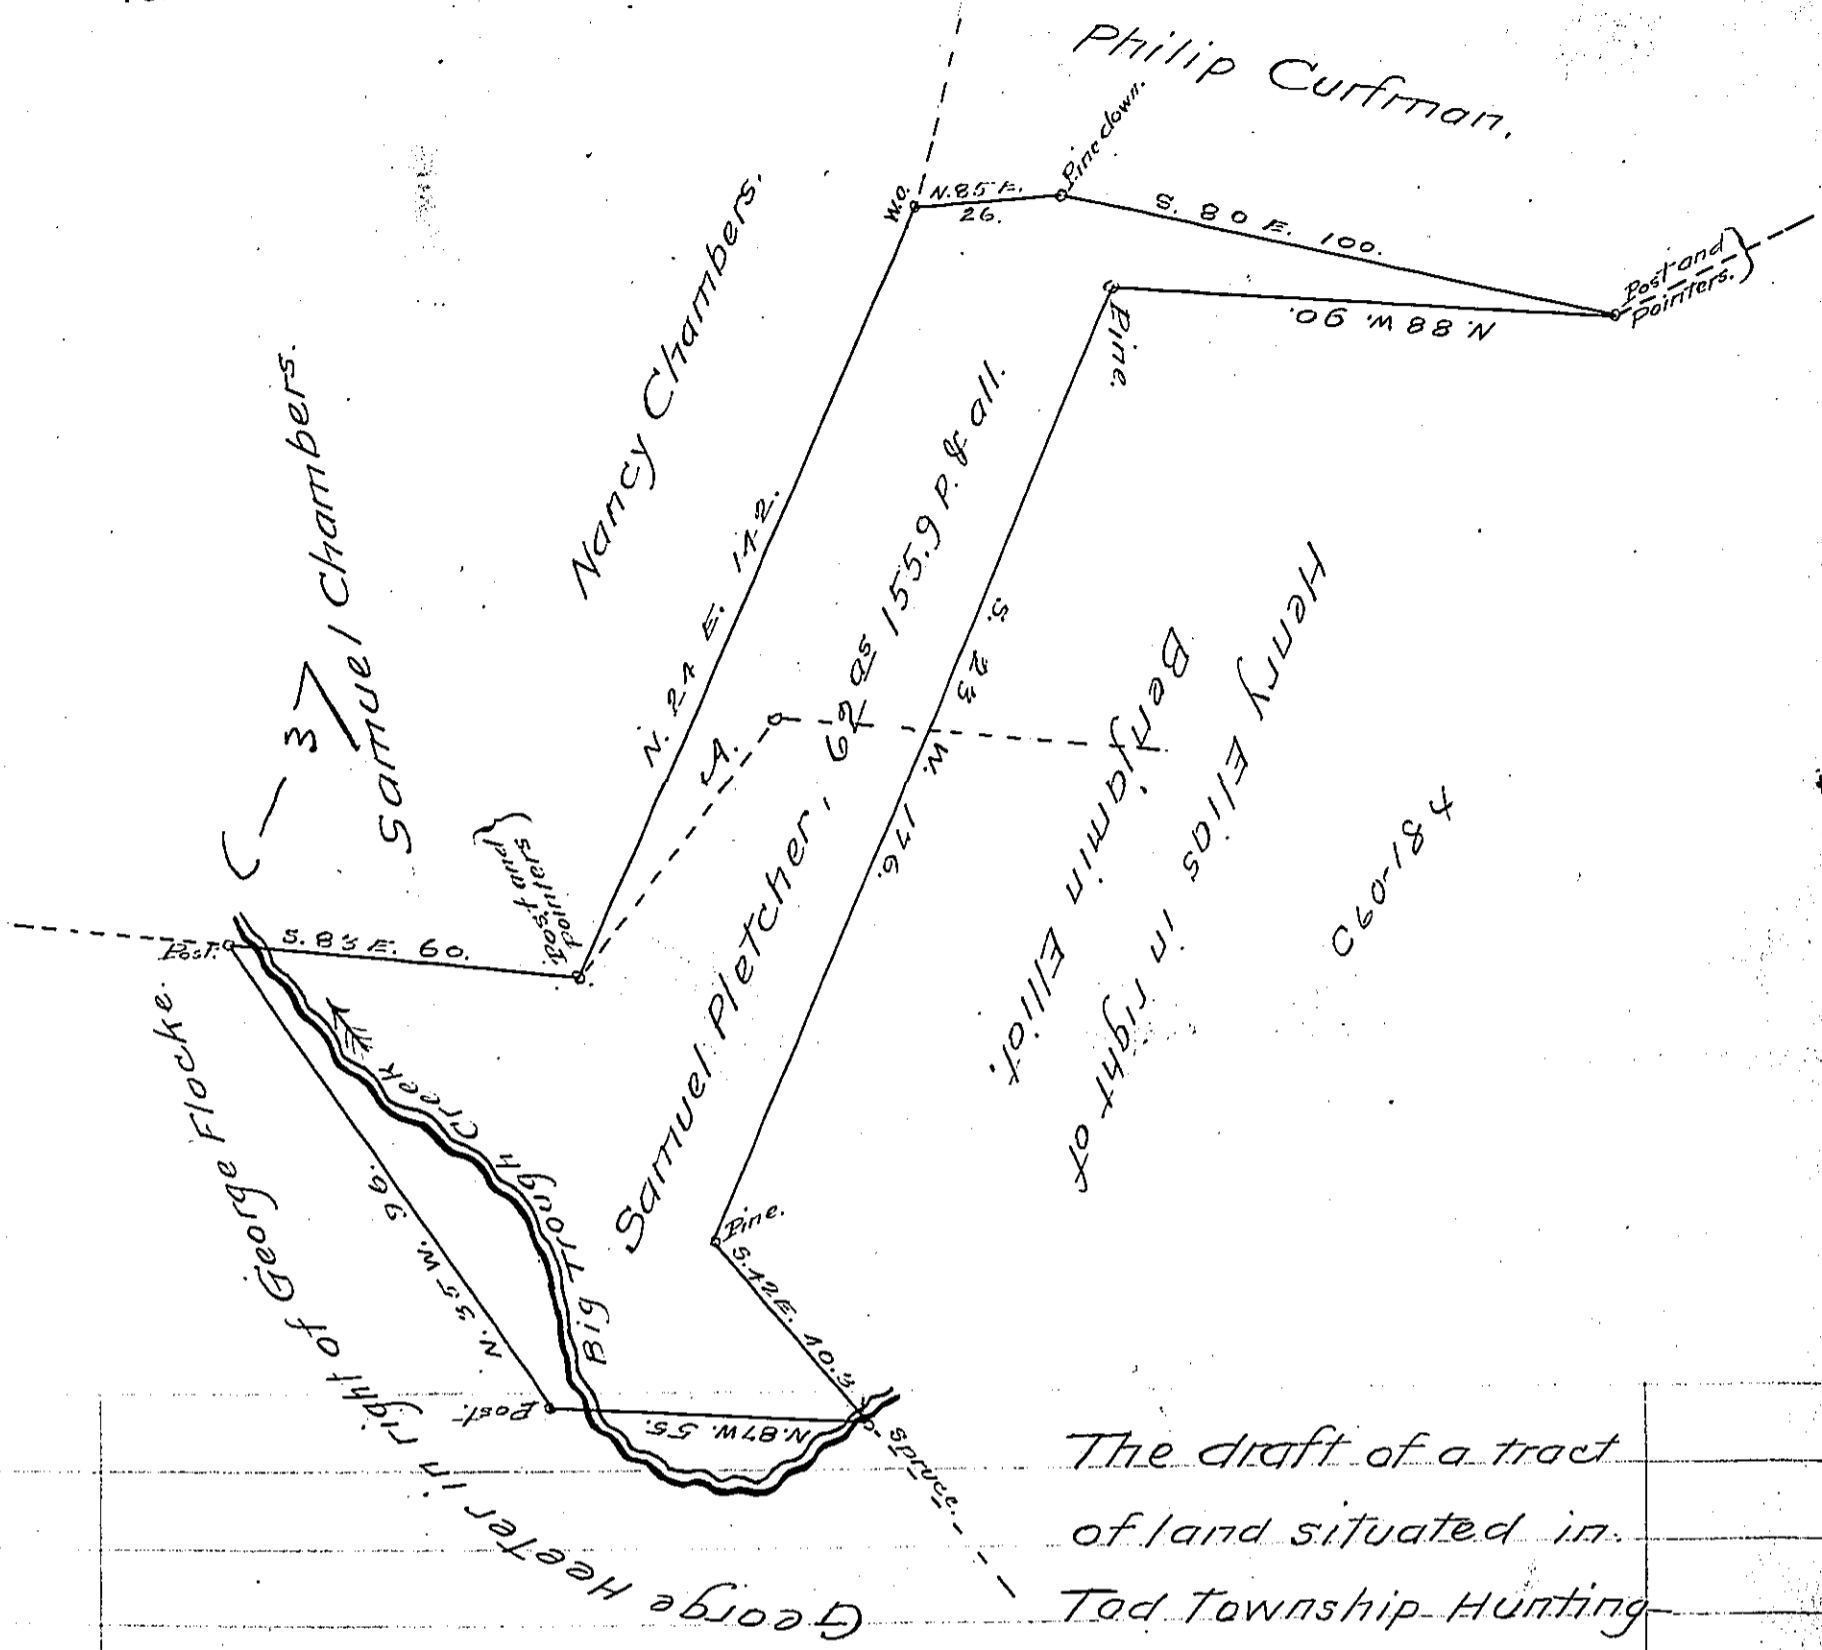 Philip Curfman.
Pine down.
W.O.
N. 85 E.
26.
S. 80 E. 100.
Post and
pointers.
N. 88 W. 90.
Pine.
Nancy Chambers.
Samuel Chambers.
37
N. 24 E. 142.
A.
Samuel Pletcher, 62 as 155.9 P. & all.
S. 23 W. 176.
Henry Elias in right of
Benjamin Elliot.
C60-184
Post and
pointers
Post.
S. 83 E. 60.
Big Trough Creek
N. 35 W. 96.
George Heeter in right of George Flocke.
Pine.
S. 42 E. 40.3
Post.
N. 87 W. 55.
The draft of a tract
of land situated in
Tod Township Hunting-